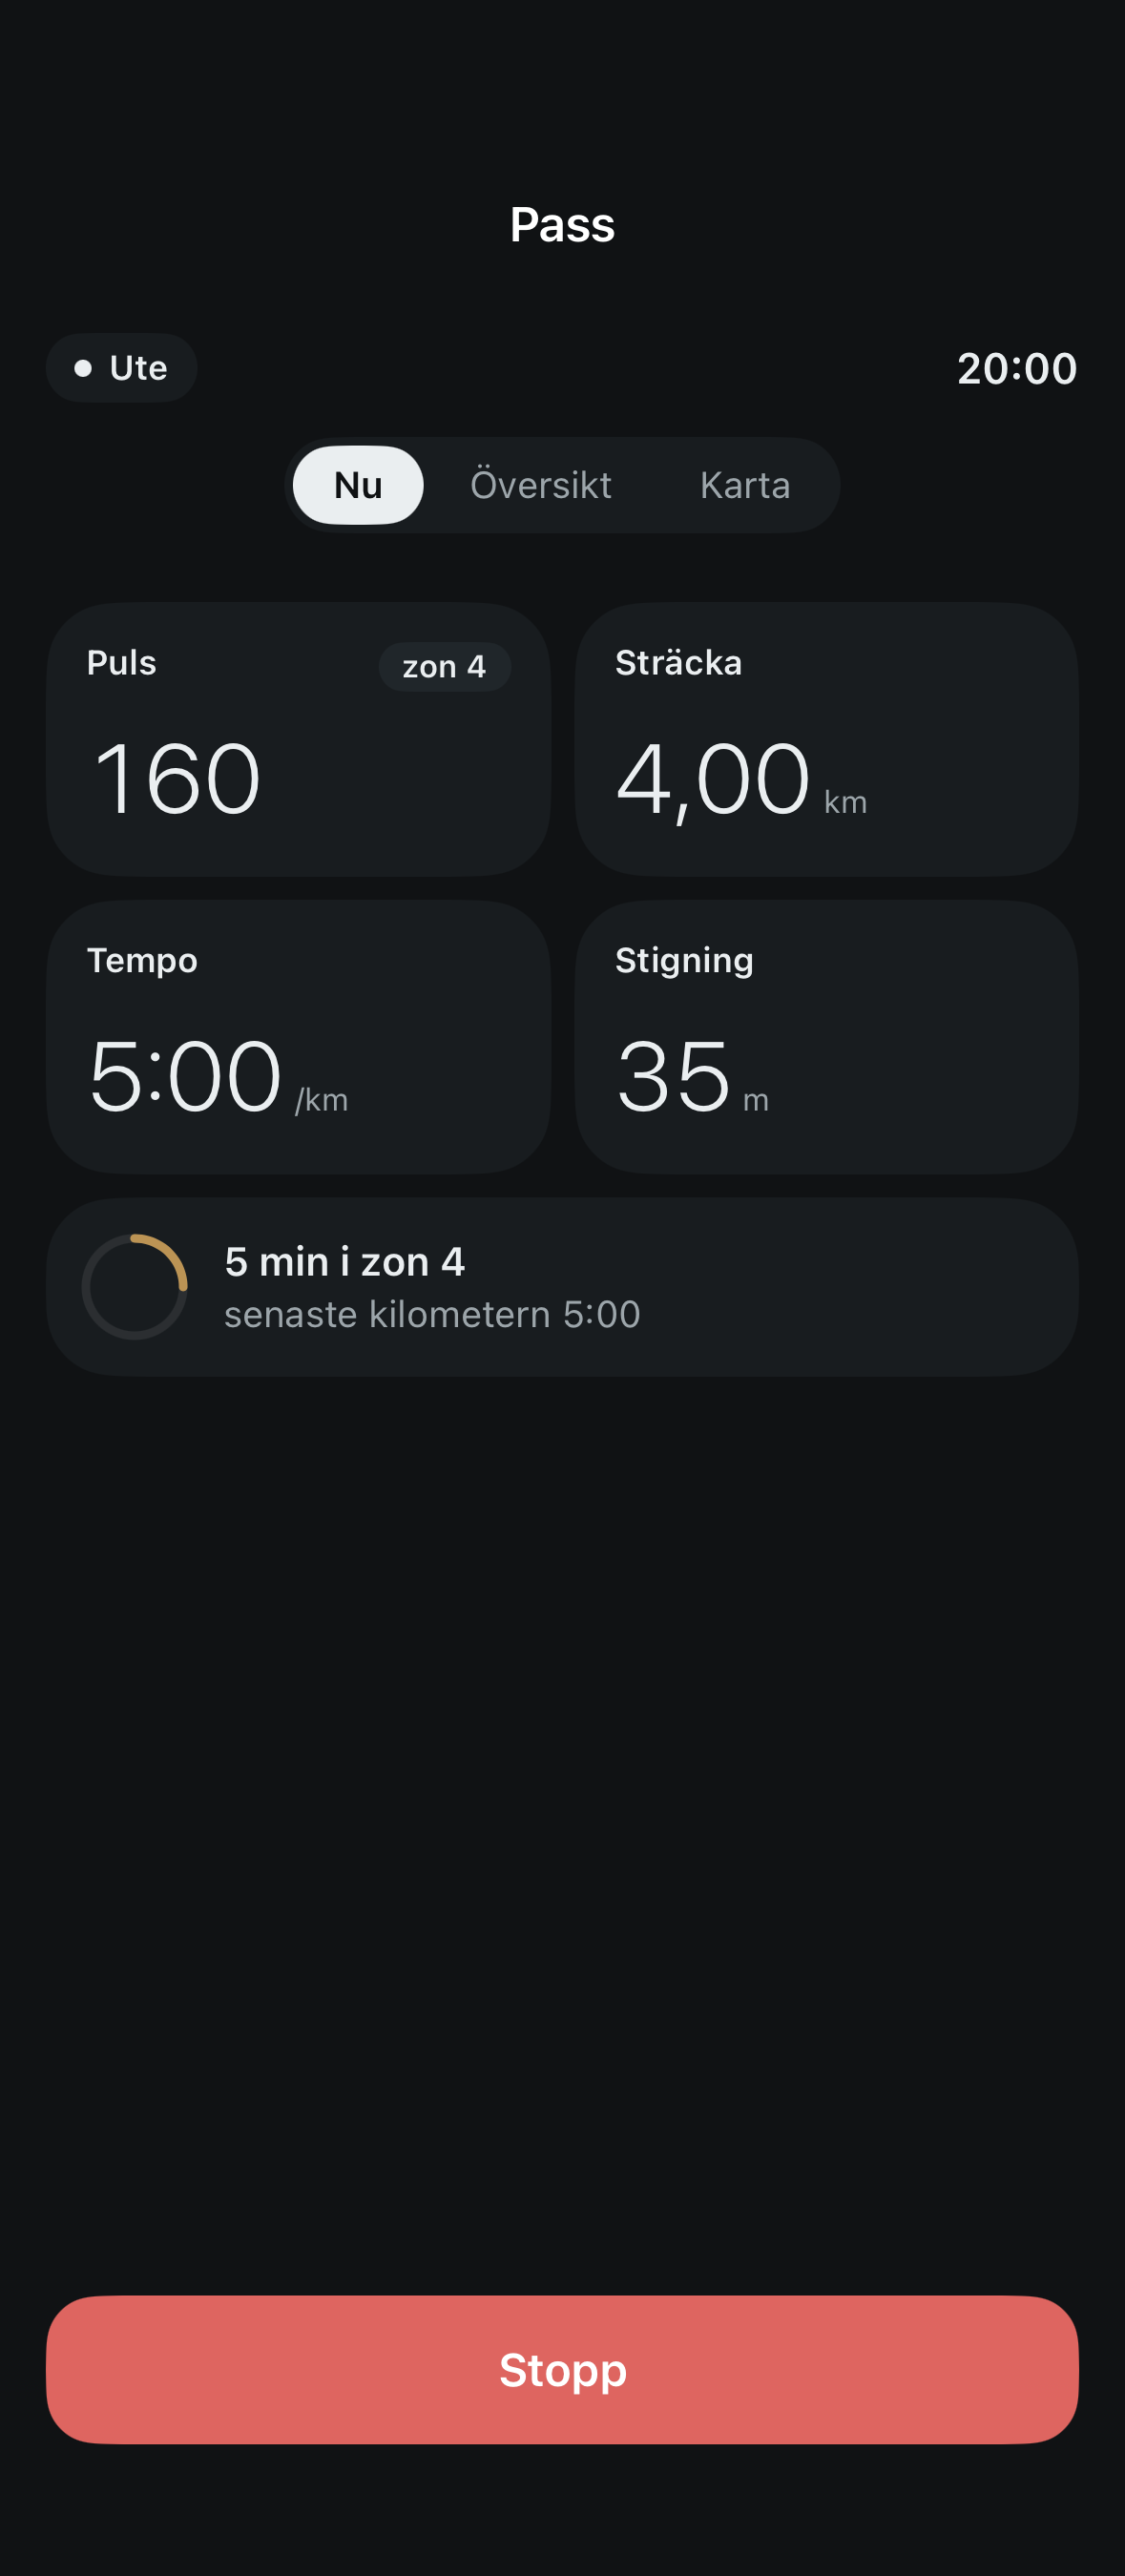 Pass
Ute
20:00
Nu Översikt Karta
Puls zon 4
160
Sträcka
4,00 km
Tempo
5:00 /km
Stigning
35 m
5 min i zon 4
senaste kilometern 5:00
Stopp